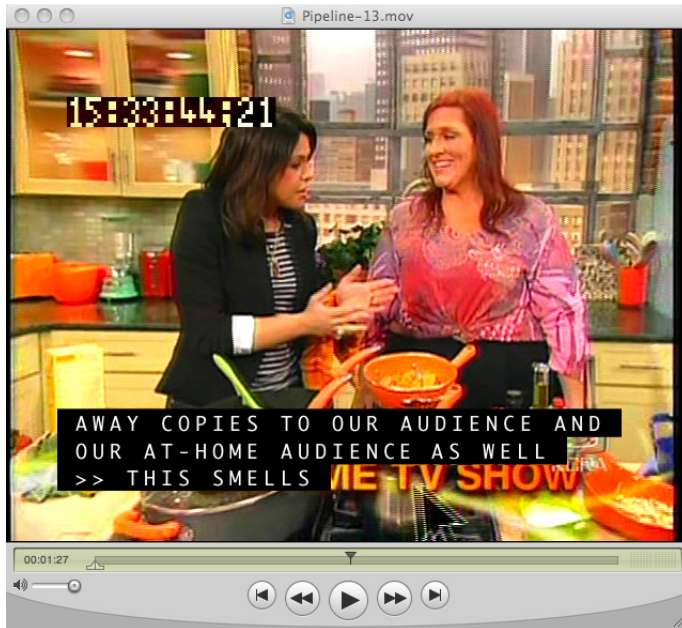 Pipeline-13.mov
15:33:44;21
AWAY COPIES TO OUR AUDIENCE AND
OUR AT-HOME AUDIENCE AS WELL
>> THIS SMELLS
ME TV SHOW
00:01:27